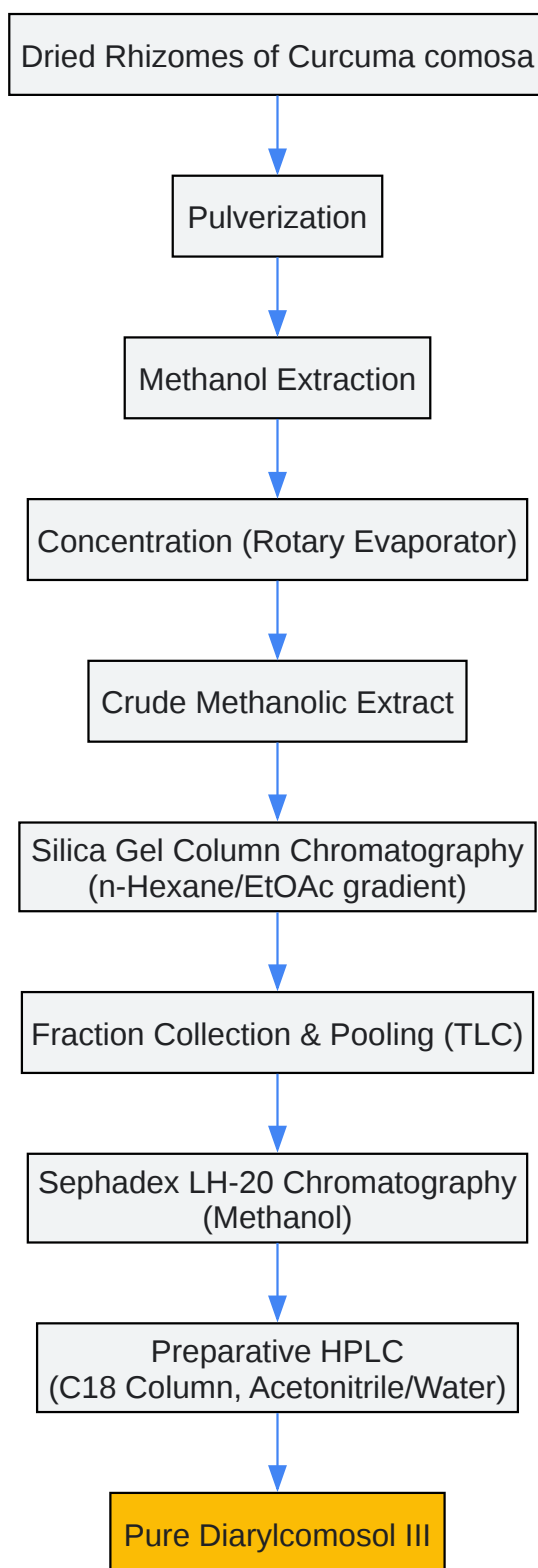 Dried Rhizomes of Curcuma comosa
Pulverization
Methanol Extraction
Concentration (Rotary Evaporator)
Crude Methanolic Extract
Silica Gel Column Chromatography
(n-Hexane/EtOAc gradient)
Fraction Collection & Pooling (TLC)
Sephadex LH-20 Chromatography
(Methanol)
Preparative HPLC
(C18 Column, Acetonitrile/Water)
Pure Diarylcomosol III